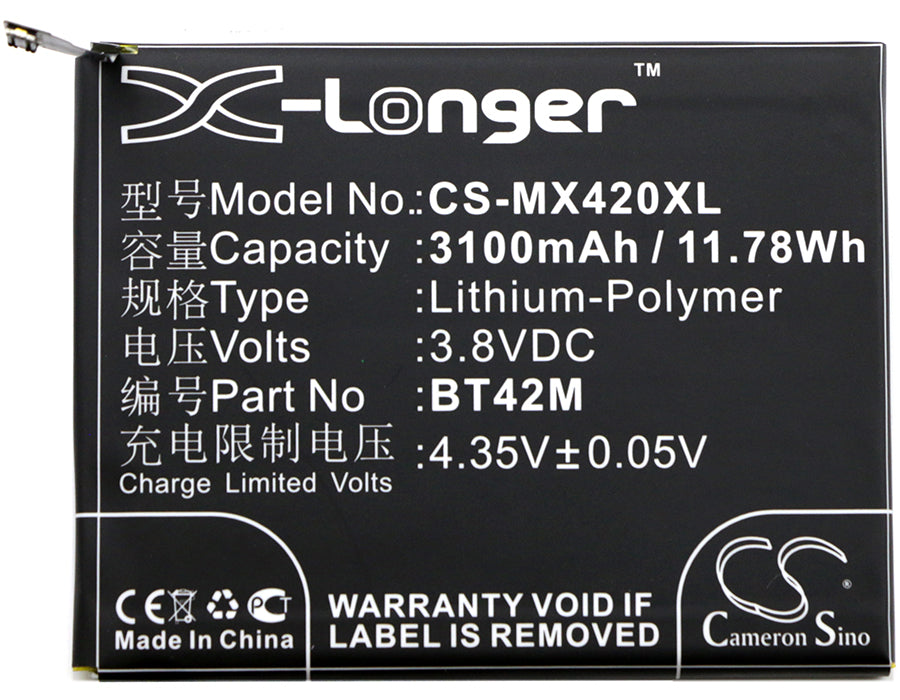 X-Longer™
型号Model No.:CS-MX420XL
容量Capacity :3100mAh / 11.78Wh
规格Type :Lithium-Polymer
电压Volts :3.8VDC
编号Part No :BT42M
充电限制电压 :4.35V±0.05V
Charge Limited Volts
CE PCT
Made In China
WARRANTY VOID IF
LABEL IS REMOVED
CS ®
Cameron Sino